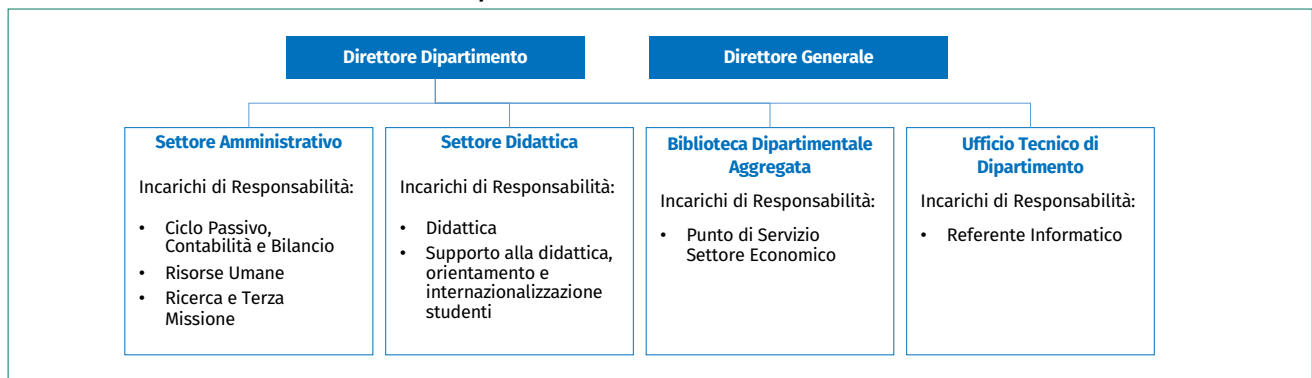 Direttore Dipartimento
Direttore Generale
Settore Amministrativo
Incarichi di Responsabilità:
• Ciclo Passivo,
Contabilità e Bilancio
• Risorse Umane
• Ricerca e Terza
Missione
Settore Didattica
Incarichi di Responsabilità:
• Didattica
• Supporto alla didattica,
orientamento e
internazionalizzazione
studenti
Biblioteca Dipartimentale
Aggregata
Incarichi di Responsabilità:
• Punto di Servizio
Settore Economico
Ufficio Tecnico di
Dipartimento
Incarichi di Responsabilità:
• Referente Informatico